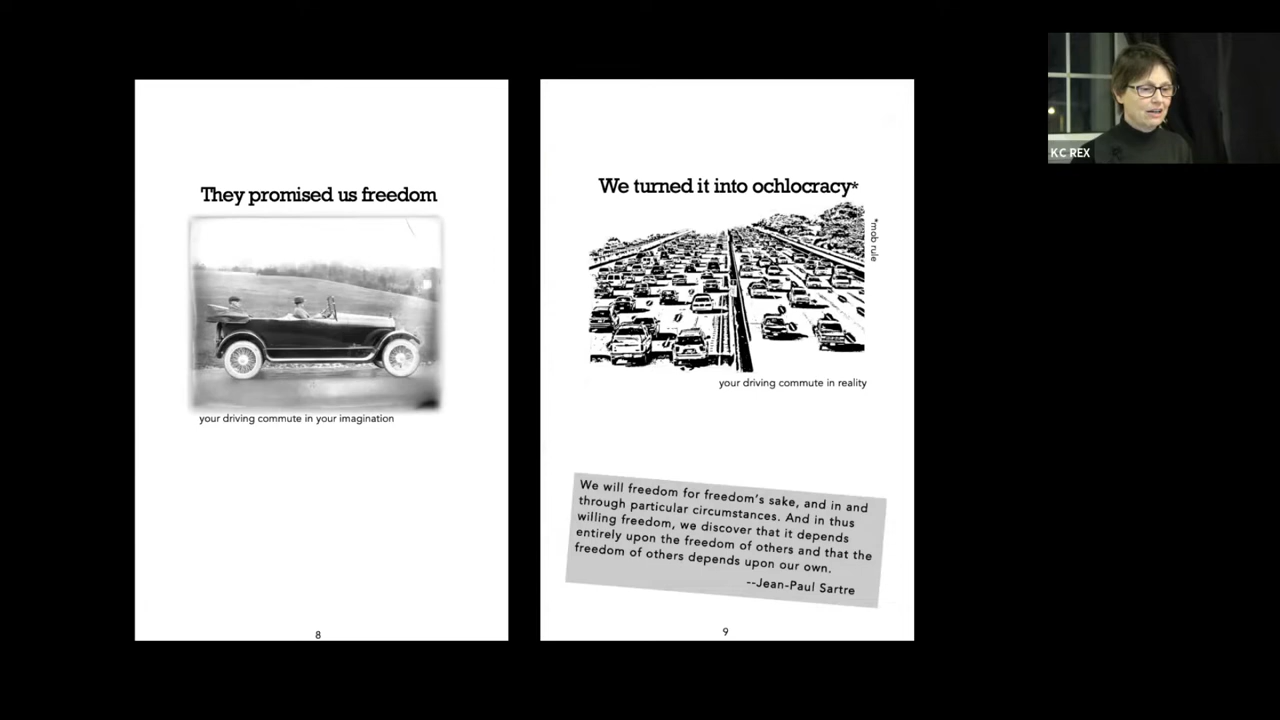 They promised us freedom
your driving commute in your imagination
8
We turned it into ochlocracy*
*mob rule
your driving commute in reality
We will freedom for freedom's sake, and in and
through particular circumstances. And in thus
willing freedom, we discover that it depends
entirely upon the freedom of others and that the
freedom of others depends upon our own.
--Jean-Paul Sartre
9
KC REX